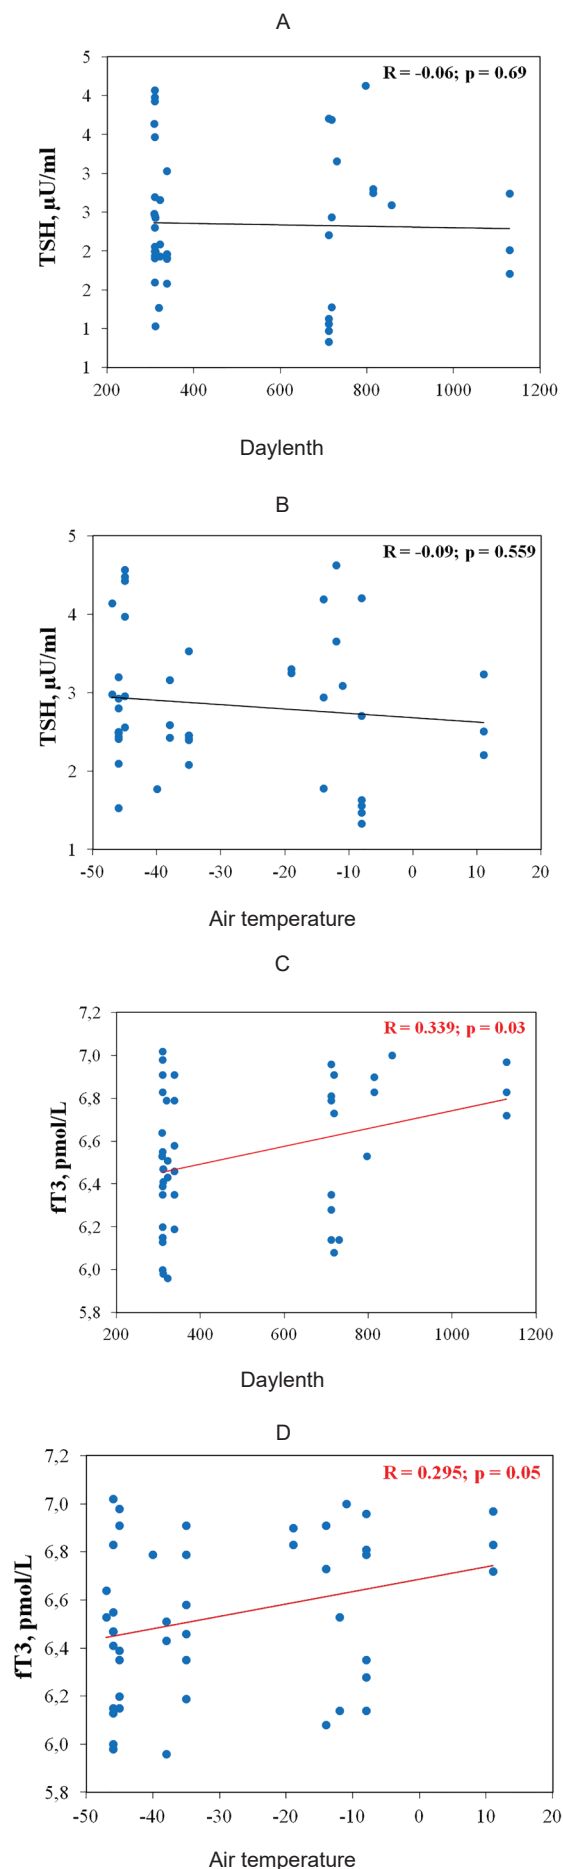 A
R = -0.06; p = 0.69
TSH, µU/ml
5
4
4
3
3
2
2
1
1
200 400 600 800 1000 1200
Daylenth
B
R = -0.09; p = 0.559
TSH, µU/ml
5
4
3
2
1
-50 -40 -30 -20 -10 0 10 20
Air temperature
C
R = 0.339; p = 0.03
fT3, pmol/L
7,2
7,0
6,8
6,6
6,4
6,2
6,0
5,8
200 400 600 800 1000 1200
Daylenth
D
R = 0.295; p = 0.05
fT3, pmol/L
7,2
7,0
6,8
6,6
6,4
6,2
6,0
5,8
-50 -40 -30 -20 -10 0 10 20
Air temperature